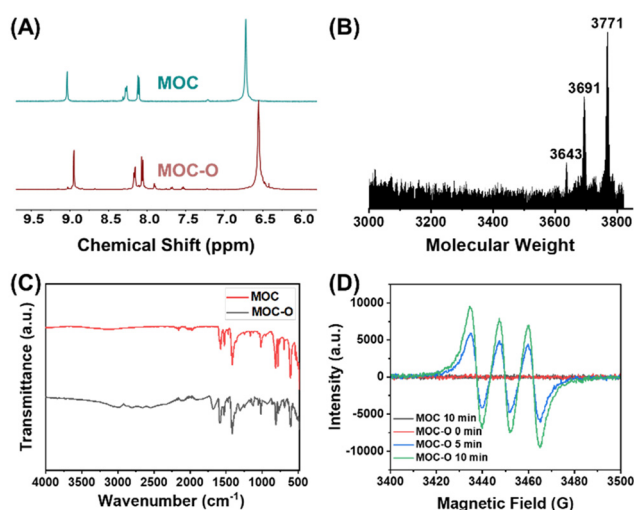 (A)
MOC
MOC-O
9.5 9.0 8.5 8.0 7.5 7.0 6.5 6.0
Chemical Shift (ppm)
(B)
3771
3691
3643
3000 3200 3400 3600 3800
Molecular Weight
(C)
MOC
MOC-O
Transmittance (a.u.)
4000 3500 3000 2500 2000 1500 1000 500
Wavenumber (cm⁻¹)
(D)
10000
5000
0
-5000
-10000
Intensity (a.u.)
MOC 10 min
MOC-O 0 min
MOC-O 5 min
MOC-O 10 min
3400 3420 3440 3460 3480 3500
Magnetic Field (G)